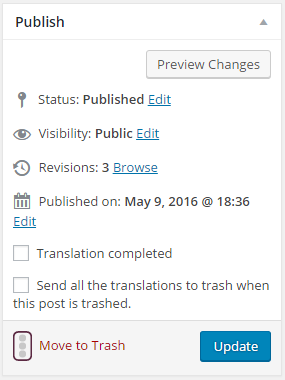 Publish
Preview Changes
Status: Published Edit
Visibility: Public Edit
Revisions: 3 Browse
Published on: May 9, 2016 @ 18:36
Edit
Translation completed
Send all the translations to trash when
this post is trashed.
Move to Trash
Update